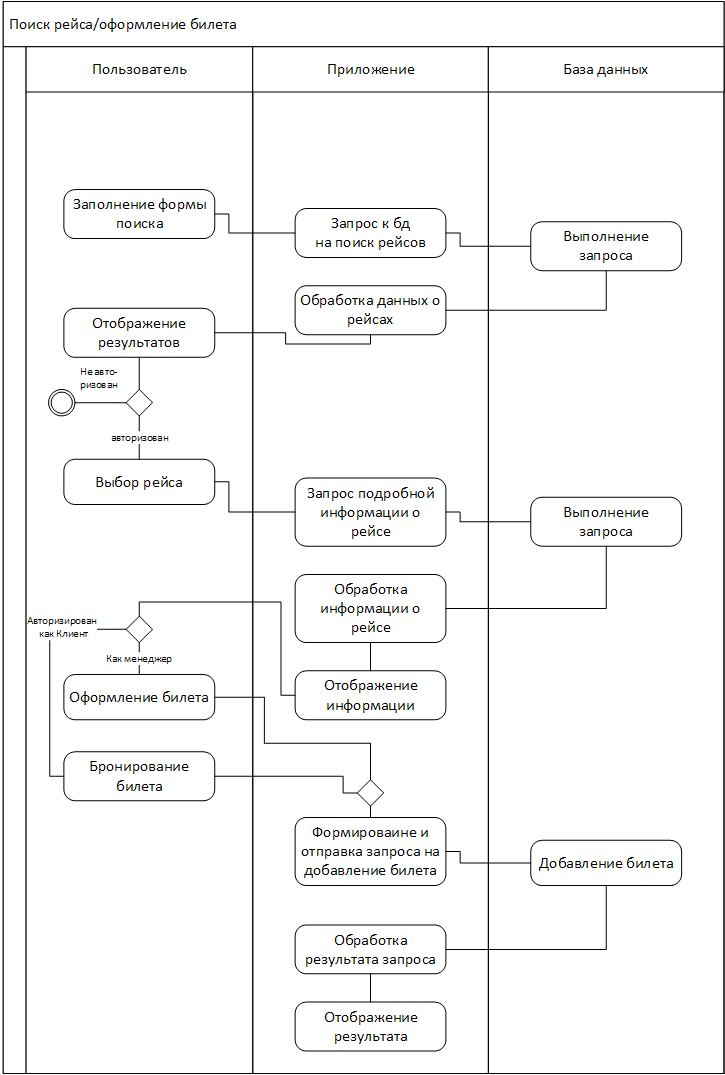 Поиск рейса/оформление билета
Пользователь
Приложение
База данных
Заполнение формы
поиска
Запрос к бд
на поиск рейсов
Выполнение
запроса
Обработка данных о
рейсах
Отображение
результатов
Не авто-
ризован
авторизован
Выбор рейса
Запрос подробной
информации о
рейсе
Выполнение
запроса
Обработка
информации о
рейсе
Авторизирован
как Клиент
Как менеджер
Оформление билета
Отображение
информации
Бронирование
билета
Формироваине и
отправка запроса на
добавление билета
Добавление билета
Обработка
результата запроса
Отображение
результата